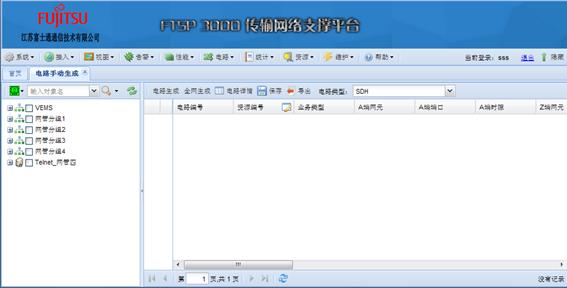 FUJITSU
江苏富士通通信技术有限公司
FTSP 3000 传输网络支撑平台
系统 接入 视图 告警 性能 电路 统计 资源 维护 帮助 当前登录: sss 退出 隐藏
首页 电路手动生成
输入对象名 电路生成 全网生成 电路详情 保存 导出 电路类型: SDH
电路编号 资源编号 业务类型 A端网元 A端端口 A端时隙 Z端网元
VEMS
网管分组1
网管分组2
网管分组3
网管分组4
Telnet_网管四
第 1 页,共 1 页 没有记录